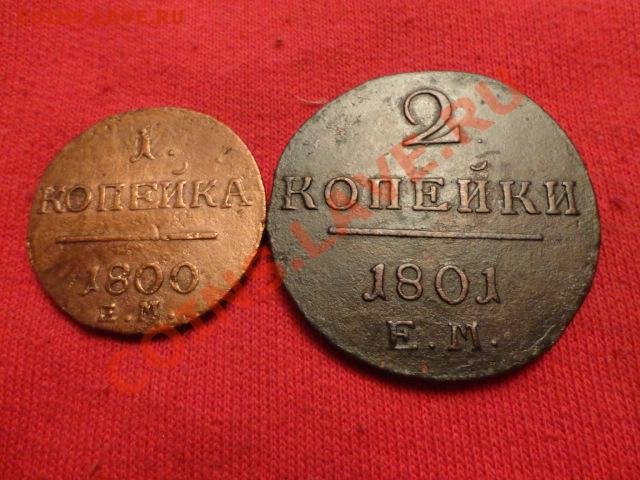 COINS.LAVE.RU
1.
КОПЕЙКА
1800
Е.М.
2
КОПЕЙКИ
1801
Е.М.
COINS.LAVE.RU